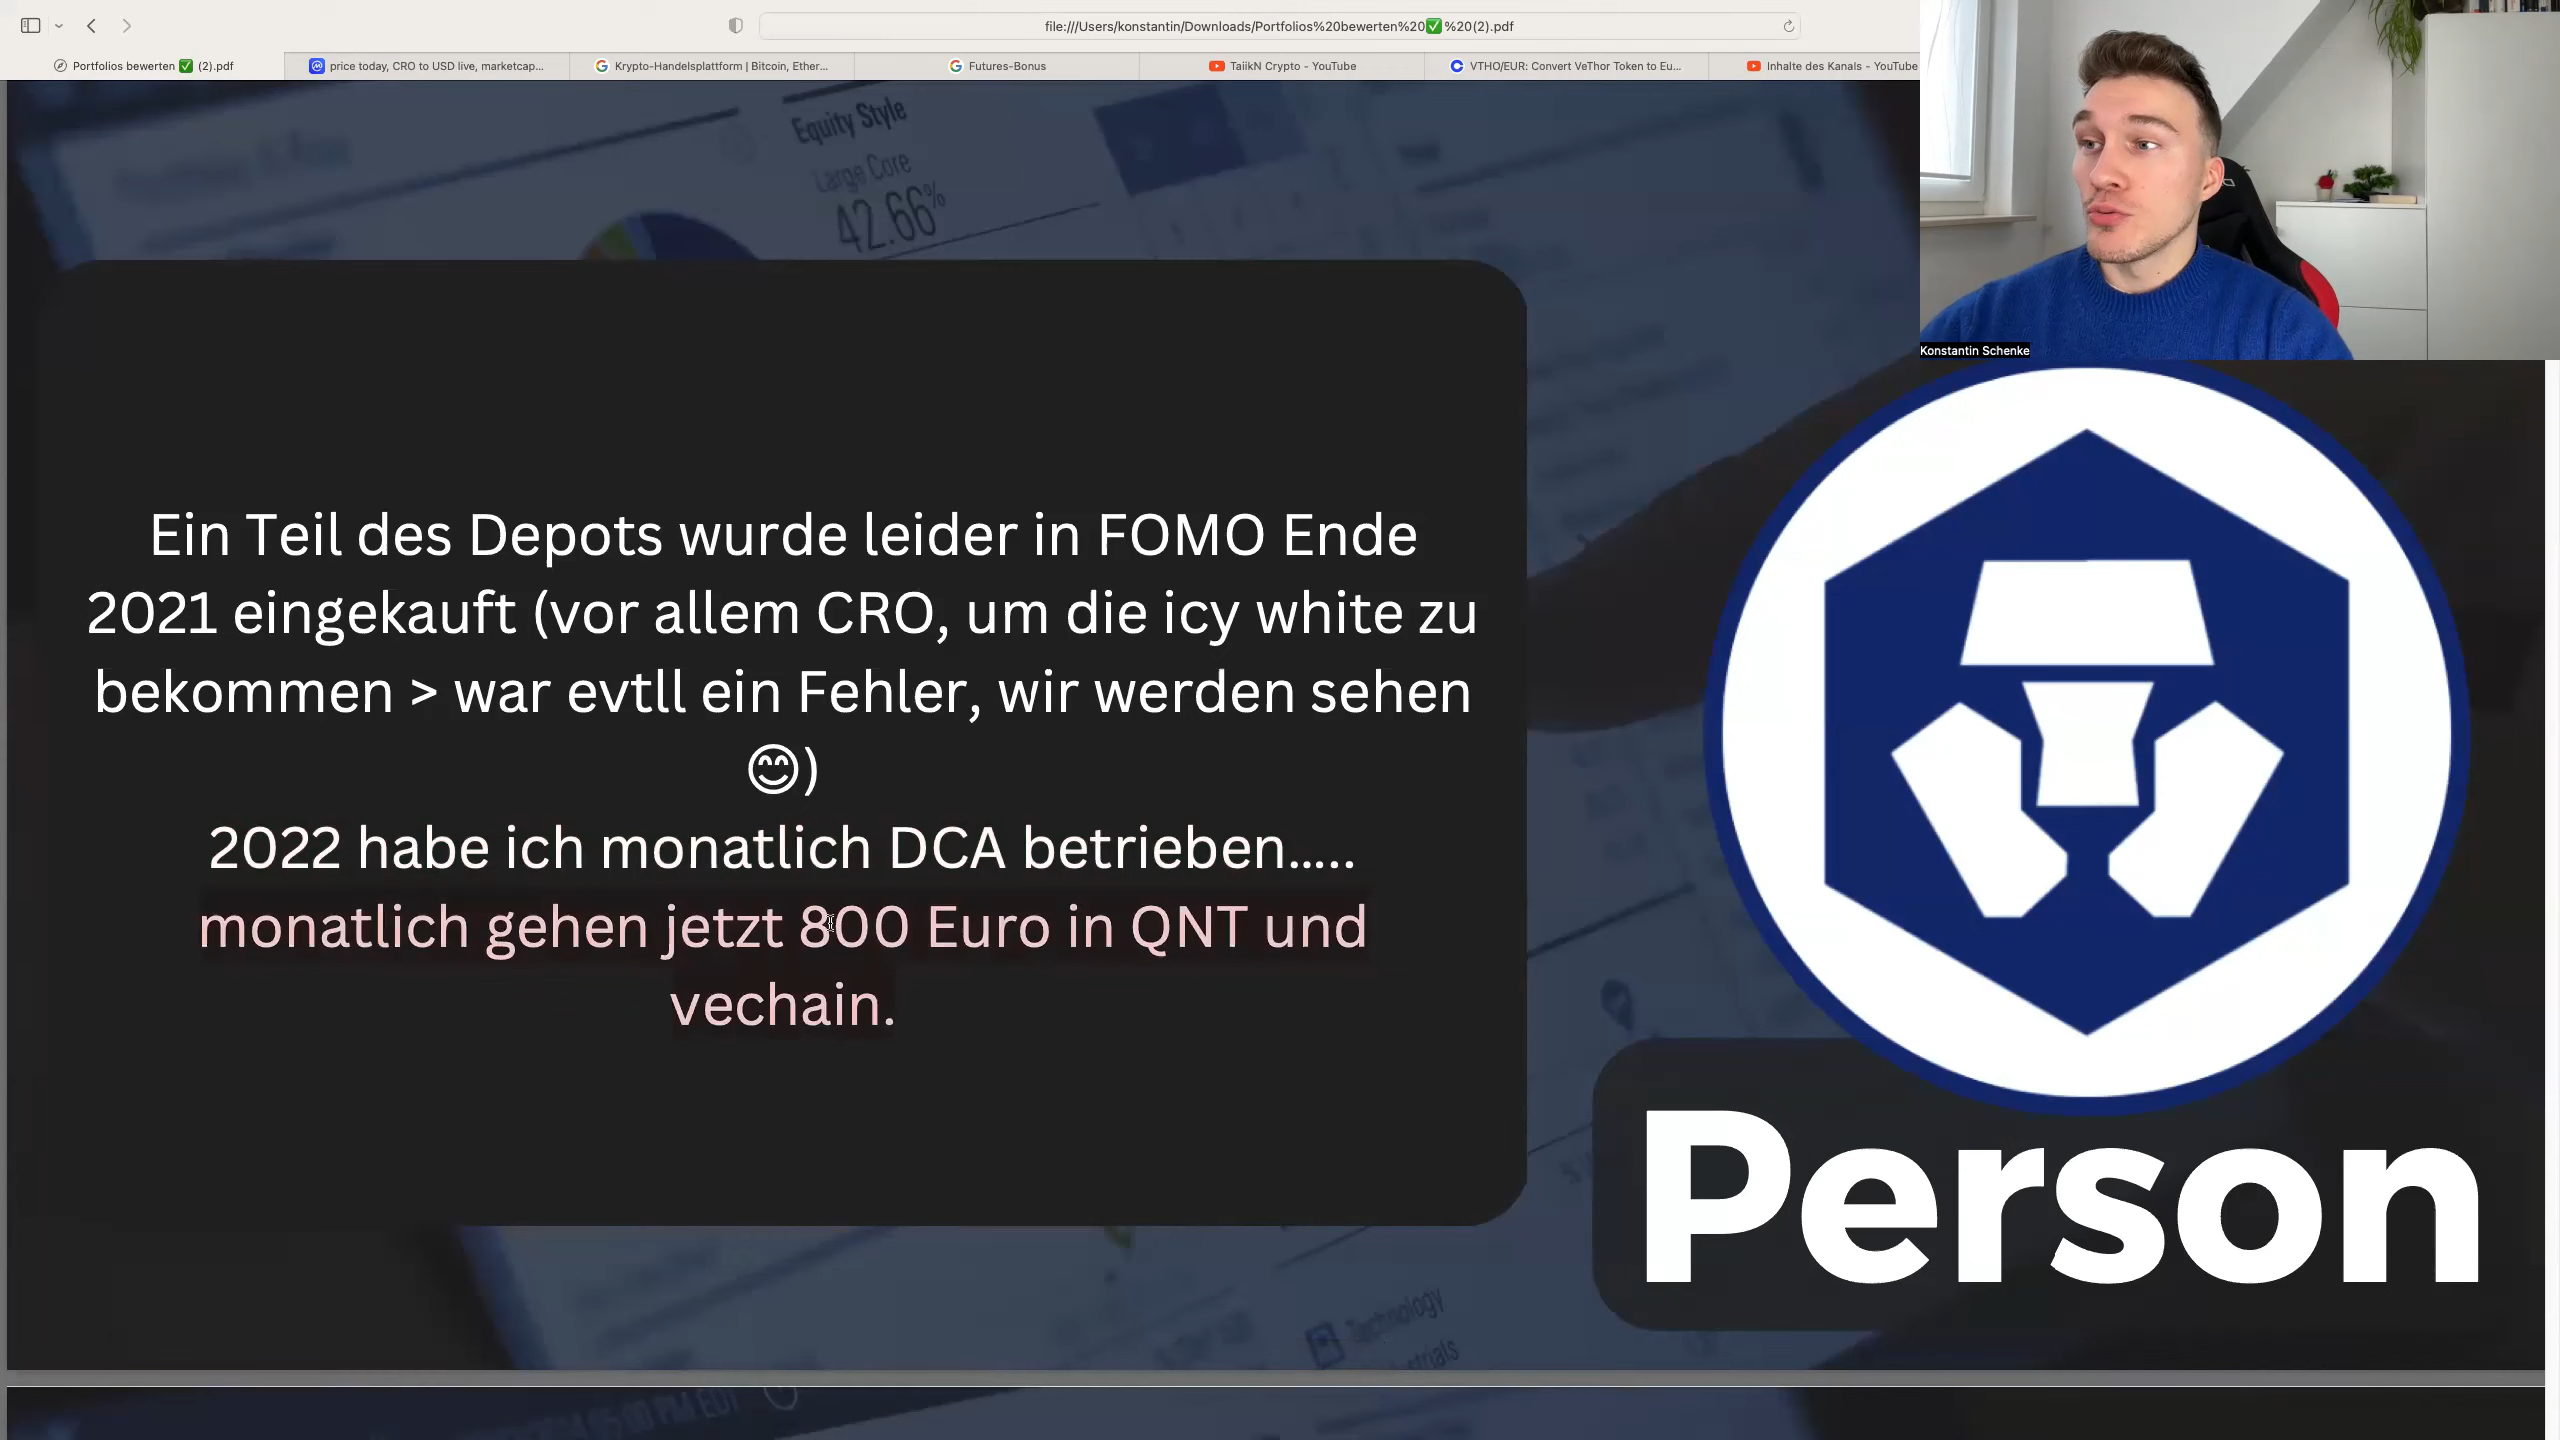 file:///Users/konstantin/Downloads/Portfolios%20bewerten%20✅%20(2).pdf
Portfolios bewerten ✅ (2).pdf
price today, CRO to USD live, marketcap...
Krypto-Handelsplattform | Bitcoin, Ether...
Futures-Bonus
TaiikN Crypto - YouTube
VTHO/EUR: Convert VeThor Token to Eu...
Inhalte des Kanals - YouTube
Equity Style
Large Core
42.66%
Konstantin Schenke
Ein Teil des Depots wurde leider in FOMO Ende
2021 eingekauft (vor allem CRO, um die icy white zu
bekommen > war evtll ein Fehler, wir werden sehen
😊)
2022 habe ich monatlich DCA betrieben.....
monatlich gehen jetzt 800 Euro in QNT und
vechain.
Person
Technology